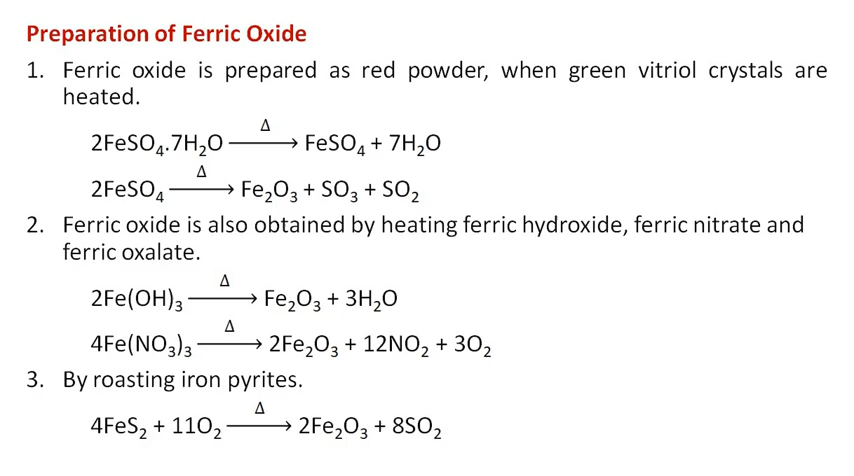 Preparation of Ferric Oxide
1. Ferric oxide is prepared as red powder, when green vitriol crystals are
heated.
2FeSO₄.7H₂O —Δ→ FeSO₄ + 7H₂O
2FeSO₄ —Δ→ Fe₂O₃ + SO₃ + SO₂
2. Ferric oxide is also obtained by heating ferric hydroxide, ferric nitrate and
ferric oxalate.
2Fe(OH)₃ —Δ→ Fe₂O₃ + 3H₂O
4Fe(NO₃)₃ —Δ→ 2Fe₂O₃ + 12NO₂ + 3O₂
3. By roasting iron pyrites.
4FeS₂ + 11O₂ —Δ→ 2Fe₂O₃ + 8SO₂